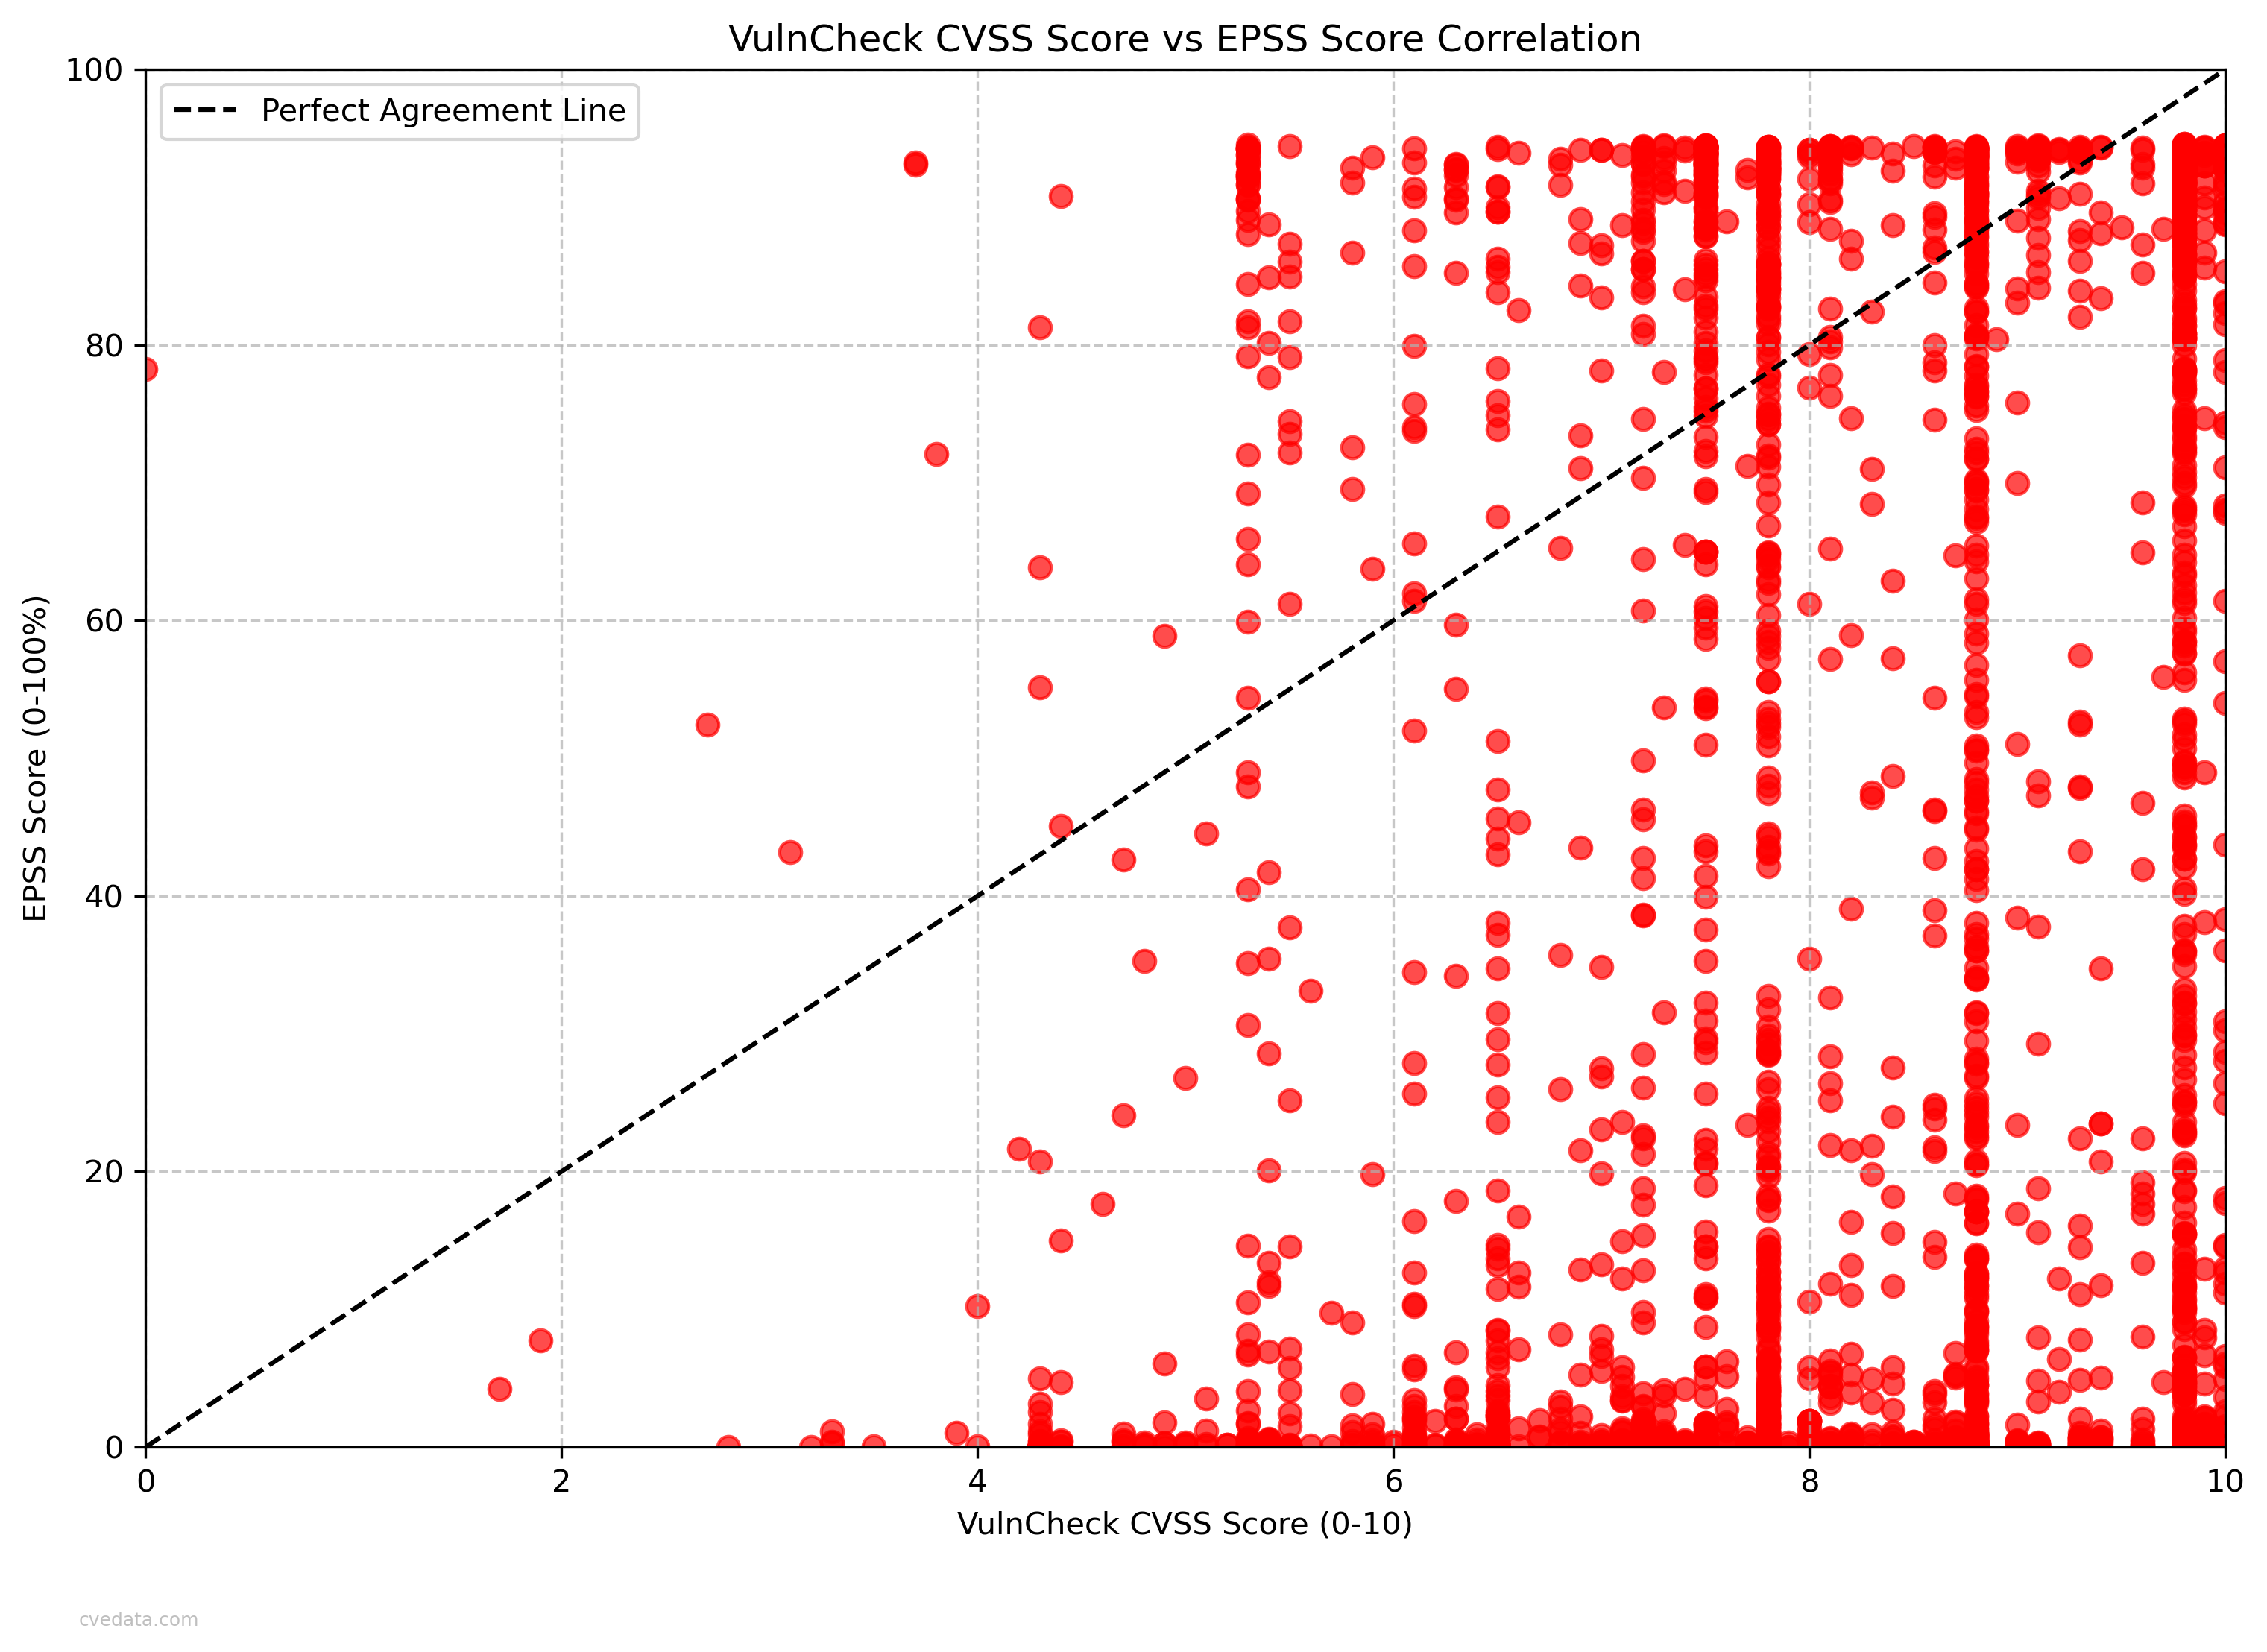 VulnCheck CVSS Score vs EPSS Score Correlation
Perfect Agreement Line
EPSS Score (0-100%)
100
80
60
40
20
0
0 2 4 6 8 10
VulnCheck CVSS Score (0-10)
cvedata.com